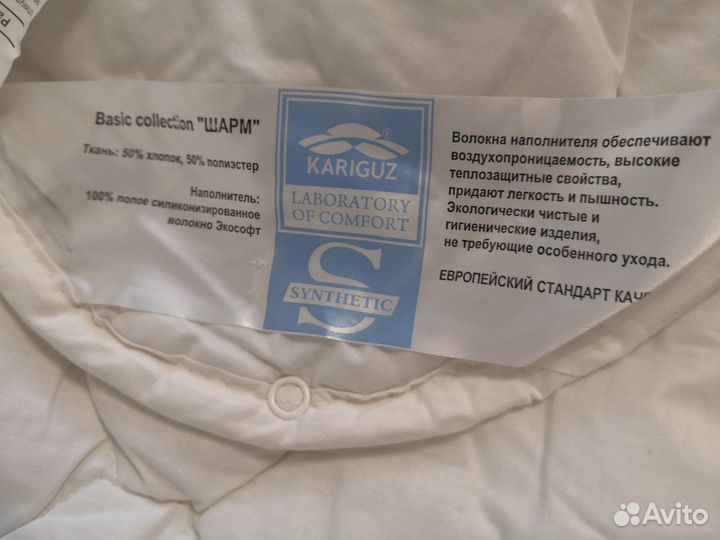 Basic collection "ШАРМ"
Ткань: 50% хлопок, 50% полиэстер
Наполнитель:
100% полое силиконизированное
волокно Экософт
®
KARIGUZ
LABORATORY
OF COMFORT
S
SYNTHETIC
Волокна наполнителя обеспечивают
воздухопроницаемость, высокие
теплозащитные свойства,
придают легкость и пышность.
Экологически чистые и
гигиенические изделия,
не требующие особенного ухода.
ЕВРОПЕЙСКИЙ СТАНДАРТ КАЧЕ
Avito